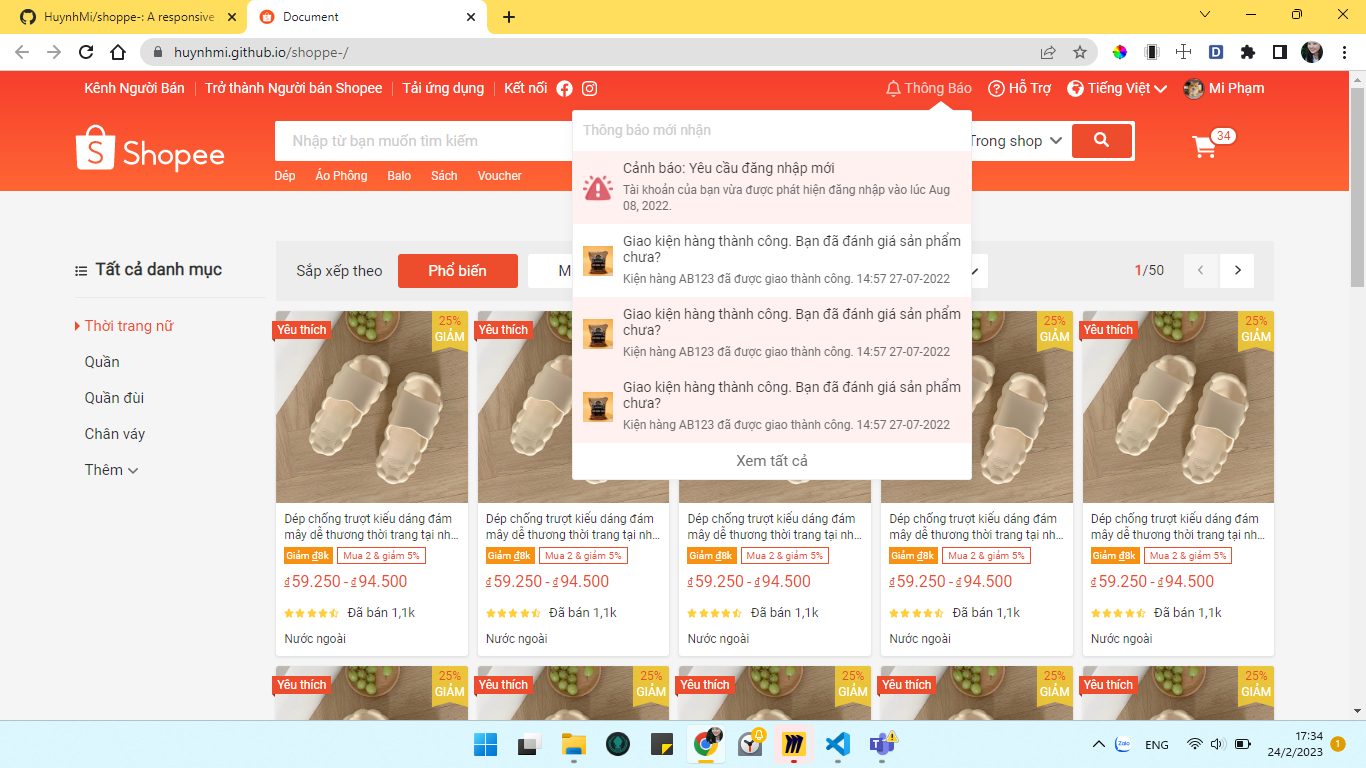 HuynhMi/shoppe-: A responsive
Document
huynhmi.github.io/shoppe-/
Kênh Người Bán
Trở thành Người bán Shopee
Tải ứng dụng
Kết nối
Thông Báo
Hỗ Trợ
Tiếng Việt
Mi Phạm
Shopee
Nhập từ bạn muốn tìm kiếm
Trong shop
34
Dép
Áo Phông
Balo
Sách
Voucher
Thông báo mới nhận
Cảnh báo: Yêu cầu đăng nhập mới
Tài khoản của bạn vừa được phát hiện đăng nhập vào lúc Aug
08, 2022.
Giao kiện hàng thành công. Bạn đã đánh giá sản phẩm
chưa?
Kiện hàng AB123 đã được giao thành công. 14:57 27-07-2022
Giao kiện hàng thành công. Bạn đã đánh giá sản phẩm
chưa?
Kiện hàng AB123 đã được giao thành công. 14:57 27-07-2022
Giao kiện hàng thành công. Bạn đã đánh giá sản phẩm
chưa?
Kiện hàng AB123 đã được giao thành công. 14:57 27-07-2022
Xem tất cả
Tất cả danh mục
Thời trang nữ
Quần
Quần đùi
Chân váy
Thêm
Sắp xếp theo
Phổ biến
M
1/50
Yêu thích
25%
GIẢM
Yêu thích
25%
GIẢM
25%
GIẢM
Yêu thích
25%
GIẢM
Dép chống trượt kiểu dáng đám
mây dễ thương thời trang tại nh...
Giảm ₫8k
Mua 2 & giảm 5%
₫59.250 - ₫94.500
Đã bán 1,1k
Nước ngoài
Dép chống trượt kiểu dáng đám
mây dễ thương thời trang tại nh...
Giảm ₫8k
Mua 2 & giảm 5%
₫59.250 - ₫94.500
Đã bán 1,1k
Nước ngoài
Dép chống trượt kiểu dáng đám
mây dễ thương thời trang tại nh...
Giảm ₫8k
Mua 2 & giảm 5%
₫59.250 - ₫94.500
Đã bán 1,1k
Nước ngoài
Dép chống trượt kiểu dáng đám
mây dễ thương thời trang tại nh...
Giảm ₫8k
Mua 2 & giảm 5%
₫59.250 - ₫94.500
Đã bán 1,1k
Nước ngoài
Dép chống trượt kiểu dáng đám
mây dễ thương thời trang tại nh...
Giảm ₫8k
Mua 2 & giảm 5%
₫59.250 - ₫94.500
Đã bán 1,1k
Nước ngoài
Yêu thích
25%
GIẢM
Yêu thích
25%
GIẢM
Yêu thích
25%
GIẢM
Yêu thích
25%
GIẢM
Yêu thích
25%
GIẢM
Zalo
ENG
17:34
24/2/2023
1